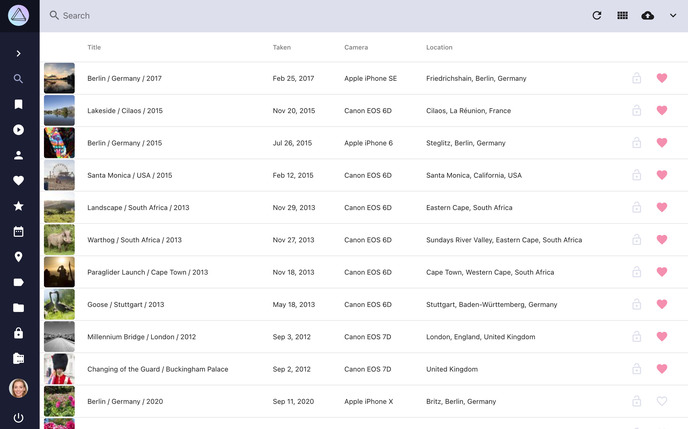 Search
Title Taken Camera Location
Berlin / Germany / 2017 Feb 25, 2017 Apple iPhone SE Friedrichshain, Berlin, Germany
Lakeside / Cilaos / 2015 Nov 20, 2015 Canon EOS 6D Cilaos, La Réunion, France
Berlin / Germany / 2015 Jul 26, 2015 Apple iPhone 6 Steglitz, Berlin, Germany
Santa Monica / USA / 2015 Feb 12, 2015 Canon EOS 6D Santa Monica, California, USA
Landscape / South Africa / 2013 Nov 29, 2013 Canon EOS 6D Eastern Cape, South Africa
Warthog / South Africa / 2013 Nov 27, 2013 Canon EOS 6D Sundays River Valley, Eastern Cape, South Africa
Paraglider Launch / Cape Town / 2013 Nov 18, 2013 Canon EOS 6D Cape Town, Western Cape, South Africa
Goose / Stuttgart / 2013 May 18, 2013 Canon EOS 6D Stuttgart, Baden-Württemberg, Germany
Millennium Bridge / London / 2012 Sep 3, 2012 Canon EOS 7D London, England, United Kingdom
Changing of the Guard / Buckingham Palace Sep 2, 2012 Canon EOS 7D United Kingdom
Berlin / Germany / 2020 Sep 11, 2020 Apple iPhone X Britz, Berlin, Germany